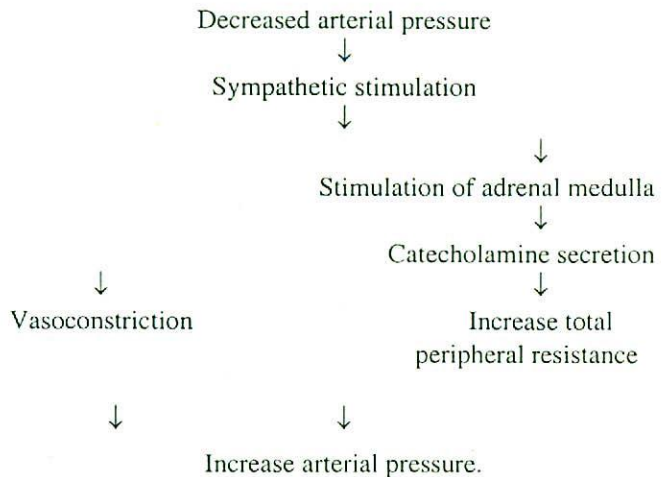 Decreased arterial pressure
↓
Sympathetic stimulation
↓
↓
Stimulation of adrenal medulla
↓
Catecholamine secretion
↓ ↓
Vasoconstriction Increase total
peripheral resistance
↓ ↓
Increase arterial pressure.